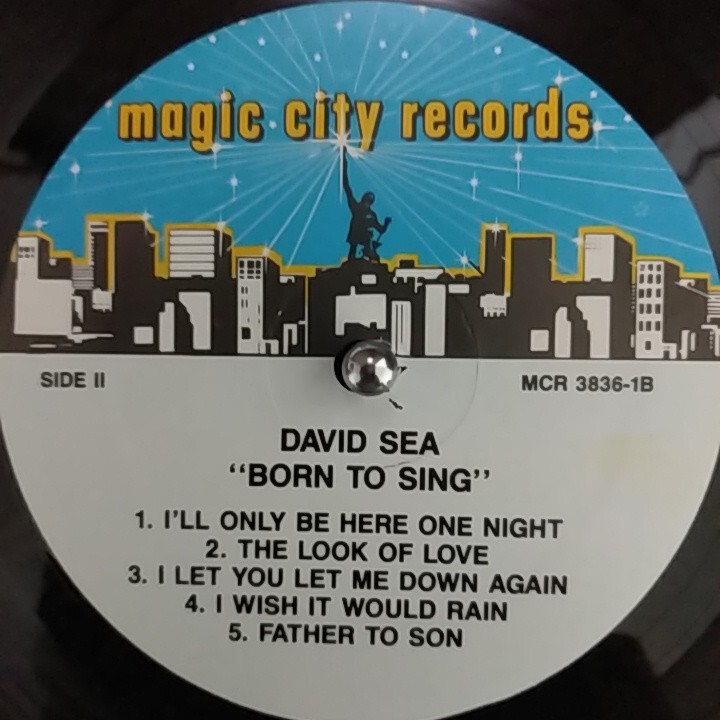 magic city records
SIDE II
MCR 3836-1B
DAVID SEA
"BORN TO SING"
1. I'LL ONLY BE HERE ONE NIGHT
2. THE LOOK OF LOVE
3. I LET YOU LET ME DOWN AGAIN
4. I WISH IT WOULD RAIN
5. FATHER TO SON